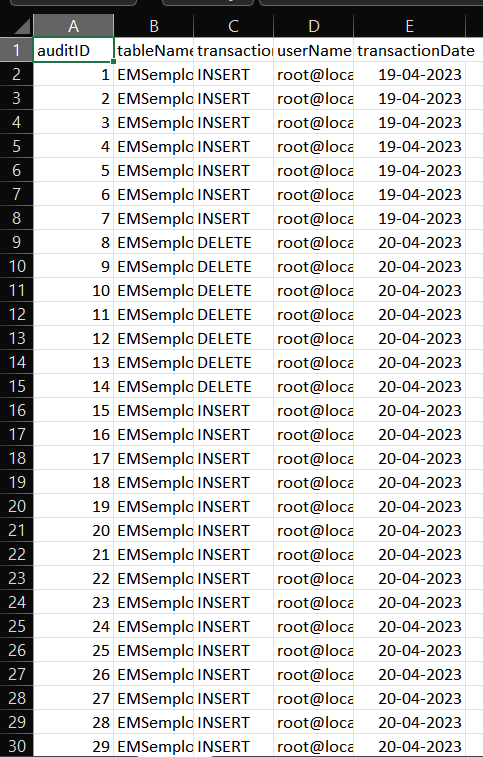 A B C D E
1 auditID tableName transaction userName transactionDate
2 1 EMSemplo INSERT root@loca 19-04-2023
3 2 EMSemplo INSERT root@loca 19-04-2023
4 3 EMSemplo INSERT root@loca 19-04-2023
5 4 EMSemplo INSERT root@loca 19-04-2023
6 5 EMSemplo INSERT root@loca 19-04-2023
7 6 EMSemplo INSERT root@loca 19-04-2023
8 7 EMSemplo INSERT root@loca 19-04-2023
9 8 EMSemplo DELETE root@loca 20-04-2023
10 9 EMSemplo DELETE root@loca 20-04-2023
11 10 EMSemplo DELETE root@loca 20-04-2023
12 11 EMSemplo DELETE root@loca 20-04-2023
13 12 EMSemplo DELETE root@loca 20-04-2023
14 13 EMSemplo DELETE root@loca 20-04-2023
15 14 EMSemplo DELETE root@loca 20-04-2023
16 15 EMSemplo INSERT root@loca 20-04-2023
17 16 EMSemplo INSERT root@loca 20-04-2023
18 17 EMSemplo INSERT root@loca 20-04-2023
19 18 EMSemplo INSERT root@loca 20-04-2023
20 19 EMSemplo INSERT root@loca 20-04-2023
21 20 EMSemplo INSERT root@loca 20-04-2023
22 21 EMSemplo INSERT root@loca 20-04-2023
23 22 EMSemplo INSERT root@loca 20-04-2023
24 23 EMSemplo INSERT root@loca 20-04-2023
25 24 EMSemplo INSERT root@loca 20-04-2023
26 25 EMSemplo INSERT root@loca 20-04-2023
27 26 EMSemplo INSERT root@loca 20-04-2023
28 27 EMSemplo INSERT root@loca 20-04-2023
29 28 EMSemplo INSERT root@loca 20-04-2023
30 29 EMSemplo INSERT root@loca 20-04-2023